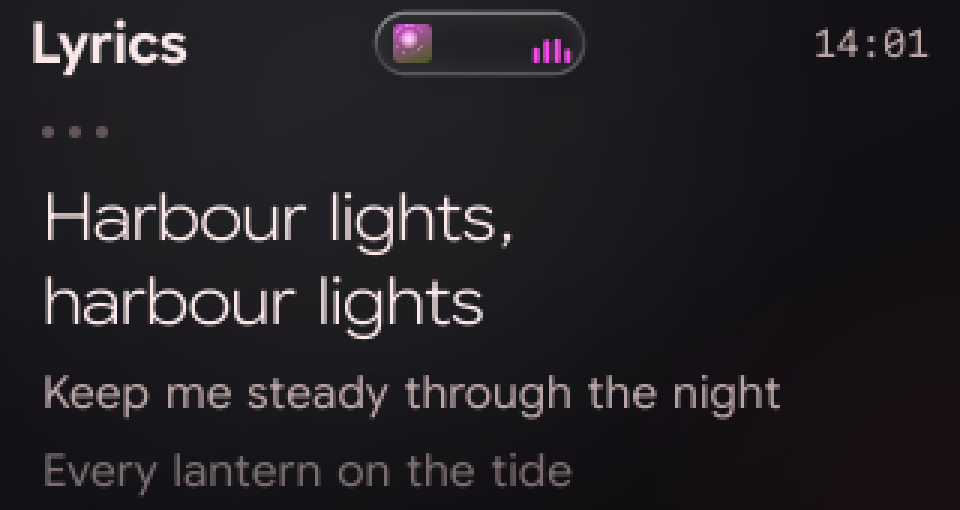 Lyrics
14:01
Harbour lights,
harbour lights
Keep me steady through the night
Every lantern on the tide